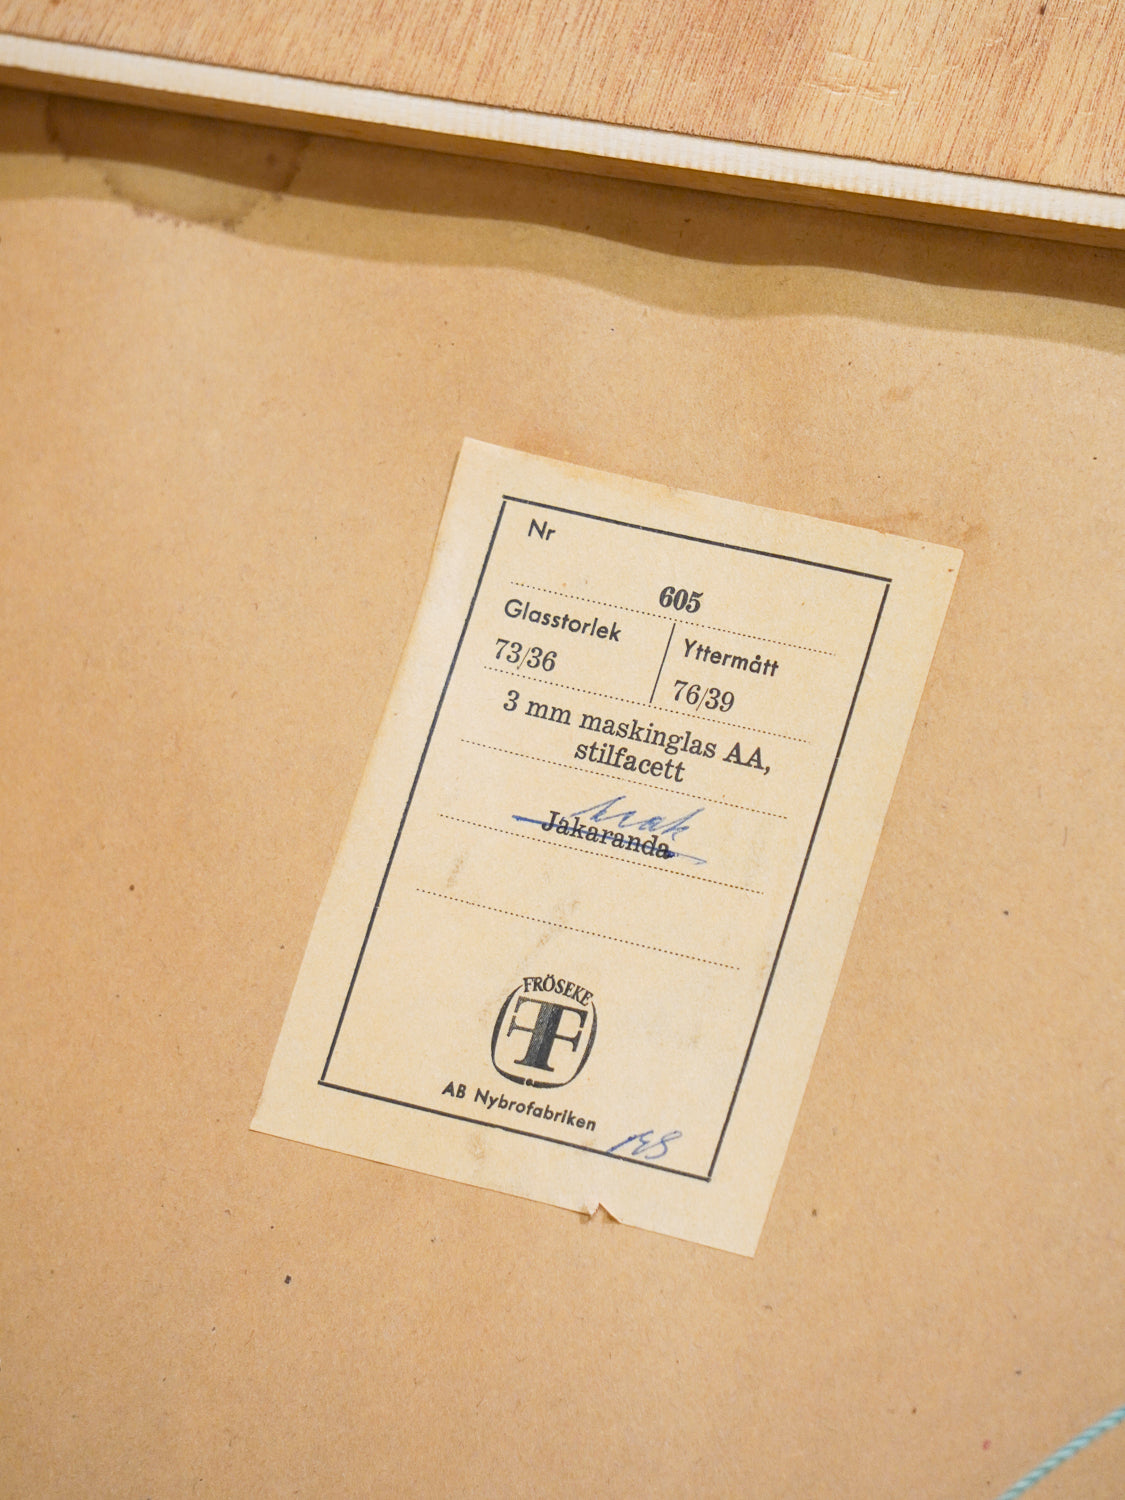 Nr
605
Glasstorlek
73/36
Yttermått
76/39
3 mm maskinglas AA,
stilfacett
Jakaranda
FRÖSEKE
F
AB Nybrofabriken